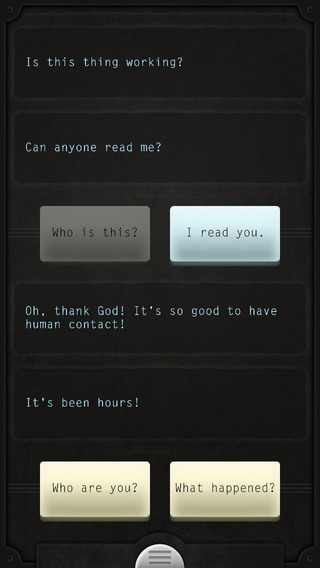 Is this thing working?
Can anyone read me?
Who is this?
I read you.
Oh, thank God! It's so good to have
human contact!
It's been hours!
Who are you?
What happened?